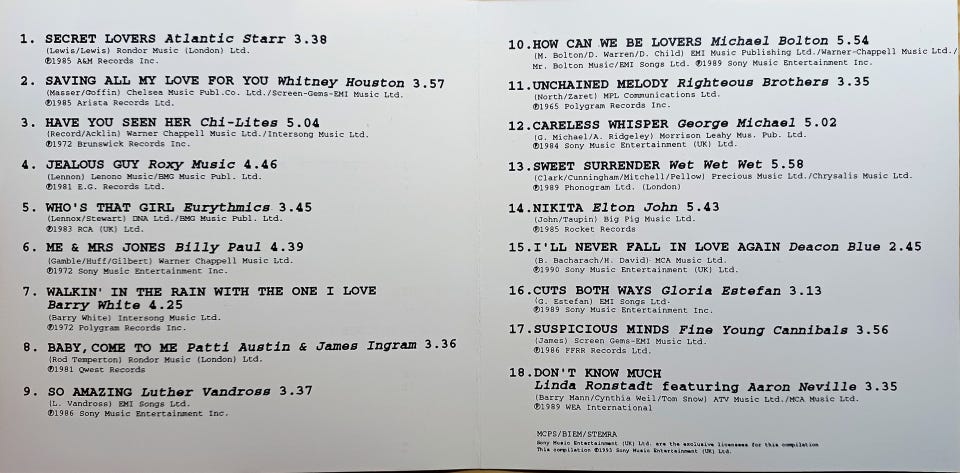 1. SECRET LOVERS Atlantic Starr 3.38
(Lewis/Lewis) Rondor Music (London) Ltd.
℗1985 A&M Records Inc.
2. SAVING ALL MY LOVE FOR YOU Whitney Houston 3.57
(Masser/Goffin) Chelsea Music Publ.Co. Ltd./Screen-Gems-EMI Music Ltd.
℗1985 Arista Records Ltd.
3. HAVE YOU SEEN HER Chi-Lites 5.04
(Record/Acklin) Warner Chappell Music Ltd./Intersong Music Ltd.
℗1972 Brunswick Records Inc.
4. JEALOUS GUY Roxy Music 4.46
(Lennon) Lenono Music/BMG Music Publ. Ltd.
℗1981 E.G. Records Ltd.
5. WHO'S THAT GIRL Eurythmics 3.45
(Lennox/Stewart) DNA Ltd./BMG Music Publ. Ltd.
℗1983 RCA (UK) Ltd.
6. ME & MRS JONES Billy Paul 4.39
(Gamble/Huff/Gilbert) Warner Chappell Music Ltd.
℗1972 Sony Music Entertainment Inc.
7. WALKIN' IN THE RAIN WITH THE ONE I LOVE
Barry White 4.25
(Barry White) Intersong Music Ltd.
℗1972 Polygram Records Inc.
8. BABY, COME TO ME Patti Austin & James Ingram 3.36
(Rod Temperton) Rondor Music (London) Ltd.
℗1981 Qwest Records
9. SO AMAZING Luther Vandross 3.37
(L. Vandross) EMI Songs Ltd.
℗1986 Sony Music Entertainment Inc.
10. HOW CAN WE BE LOVERS Michael Bolton 5.54
(M. Bolton/D. Warren/D. Child) EMI Music Publishing Ltd./Warner-Chappell Music Ltd./
Mr. Bolton Music/EMI Songs Ltd. ℗1989 Sony Music Entertainment Inc.
11. UNCHAINED MELODY Righteous Brothers 3.35
(North/Zaret) MPL Communications Ltd.
℗1965 Polygram Records Inc.
12. CARELESS WHISPER George Michael 5.02
(G. Michael/A. Ridgeley) Morrison Leahy Mus. Pub. Ltd.
℗1984 Sony Music Entertainment (UK) Ltd.
13. SWEET SURRENDER Wet Wet Wet 5.58
(Clark/Cunningham/Mitchell/Pellow) Precious Music Ltd./Chrysalis Music Ltd.
℗1989 Phonogram Ltd. (London)
14. NIKITA Elton John 5.43
(John/Taupin) Big Pig Music Ltd.
℗1985 Rocket Records
15. I'LL NEVER FALL IN LOVE AGAIN Deacon Blue 2.45
(B. Bacharach/H. David) MCA Music Ltd.
℗1990 Sony Music Entertainment (UK) Ltd.
16. CUTS BOTH WAYS Gloria Estefan 3.13
(G. Estefan) EMI Songs Ltd.
℗1989 Sony Music Entertainment Inc.
17. SUSPICIOUS MINDS Fine Young Cannibals 3.56
(James) Screen Gems-EMI Music Ltd.
℗1986 FFRR Records Ltd.
18. DON'T KNOW MUCH
Linda Ronstadt featuring Aaron Neville 3.35
(Barry Mann/Cynthia Weil/Tom Snow) ATV Music Ltd./MCA Music Ltd.
℗1989 WEA International
MCPS/BIEM/STEMRA
Sony Music Entertainment (UK) Ltd. are the exclusive licensees for this compilation
This compilation ℗1993 Sony Music Entertainment (UK) Ltd.